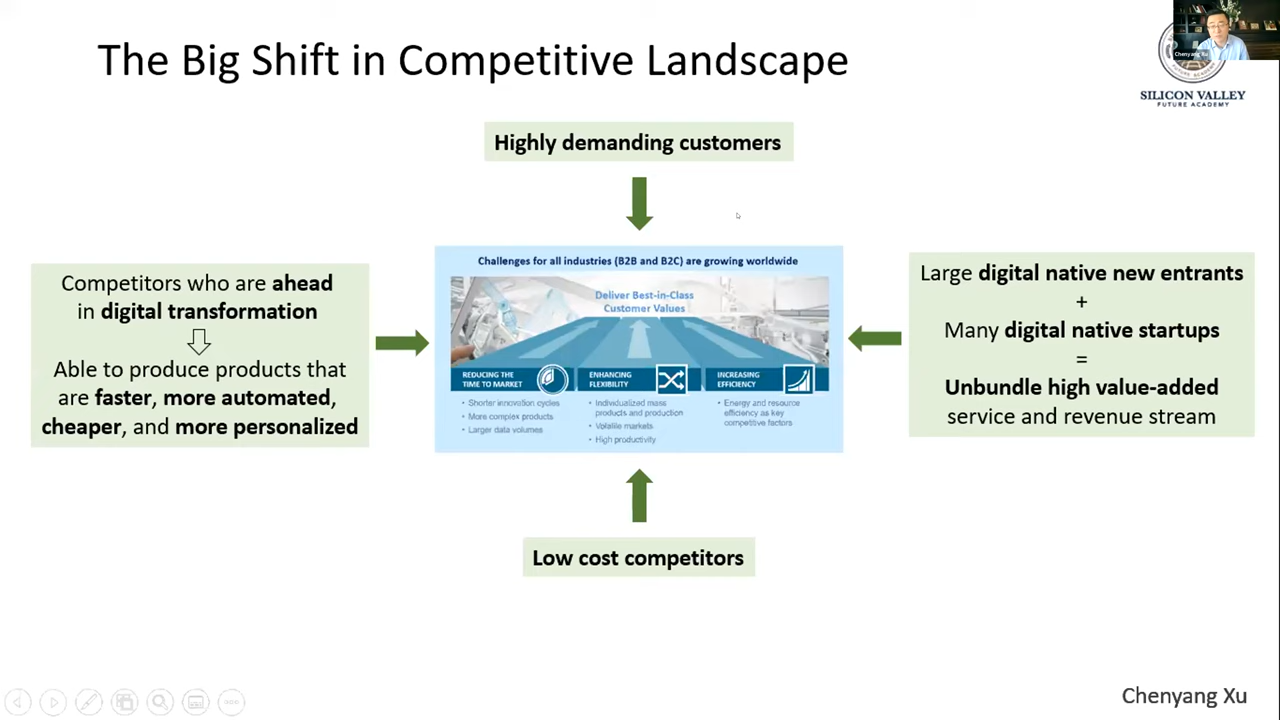 The Big Shift in Competitive Landscape
Chenyang Xu
SILICON VALLEY
FUTURE ACADEMY
Highly demanding customers
Competitors who are ahead
in digital transformation
Able to produce products that
are faster, more automated,
cheaper, and more personalized
Challenges for all industries (B2B and B2C) are growing worldwide
Deliver Best-in-Class
Customer Values
REDUCING THE
TIME TO MARKET
• Shorter innovation cycles
• More complex products
• Larger data volumes
ENHANCING
FLEXIBILITY
• Individualized mass
products and production
• Volatile markets
• High productivity
INCREASING
EFFICIENCY
• Energy and resource
efficiency as key
competitive factors
Large digital native new entrants
+
Many digital native startups
=
Unbundle high value-added
service and revenue stream
Low cost competitors
Chenyang Xu